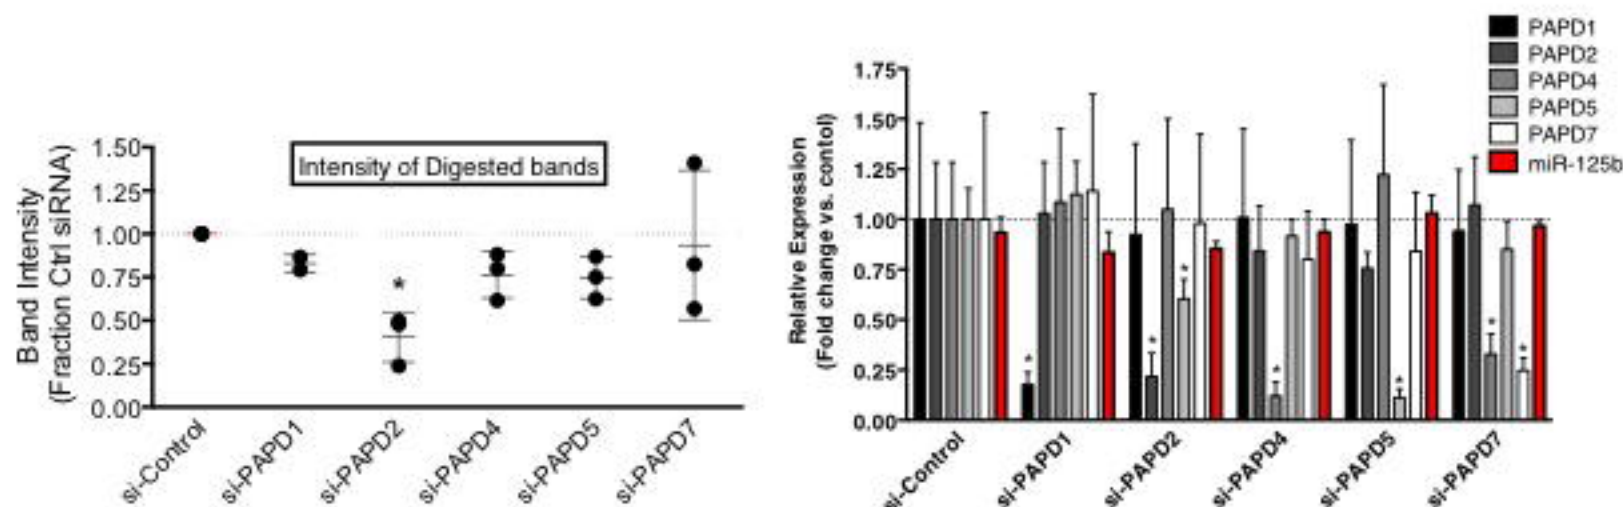 Intensity of Digested bands
Band Intensity
(Fraction Ctrl siRNA)
1.50
1.25
1.00
0.75
0.50
0.25
0.00
*
si-Control
si-PAPD1
si-PAPD2
si-PAPD4
si-PAPD5
si-PAPD7
PAPD1
PAPD2
PAPD4
PAPD5
PAPD7
miR-125b
Relative Expression
(Fold change vs. control)
1.75
1.50
1.25
1.00
0.75
0.50
0.25
0.00
*
*
*
*
*
*
*
si-Control
si-PAPD1
si-PAPD2
si-PAPD4
si-PAPD5
si-PAPD7